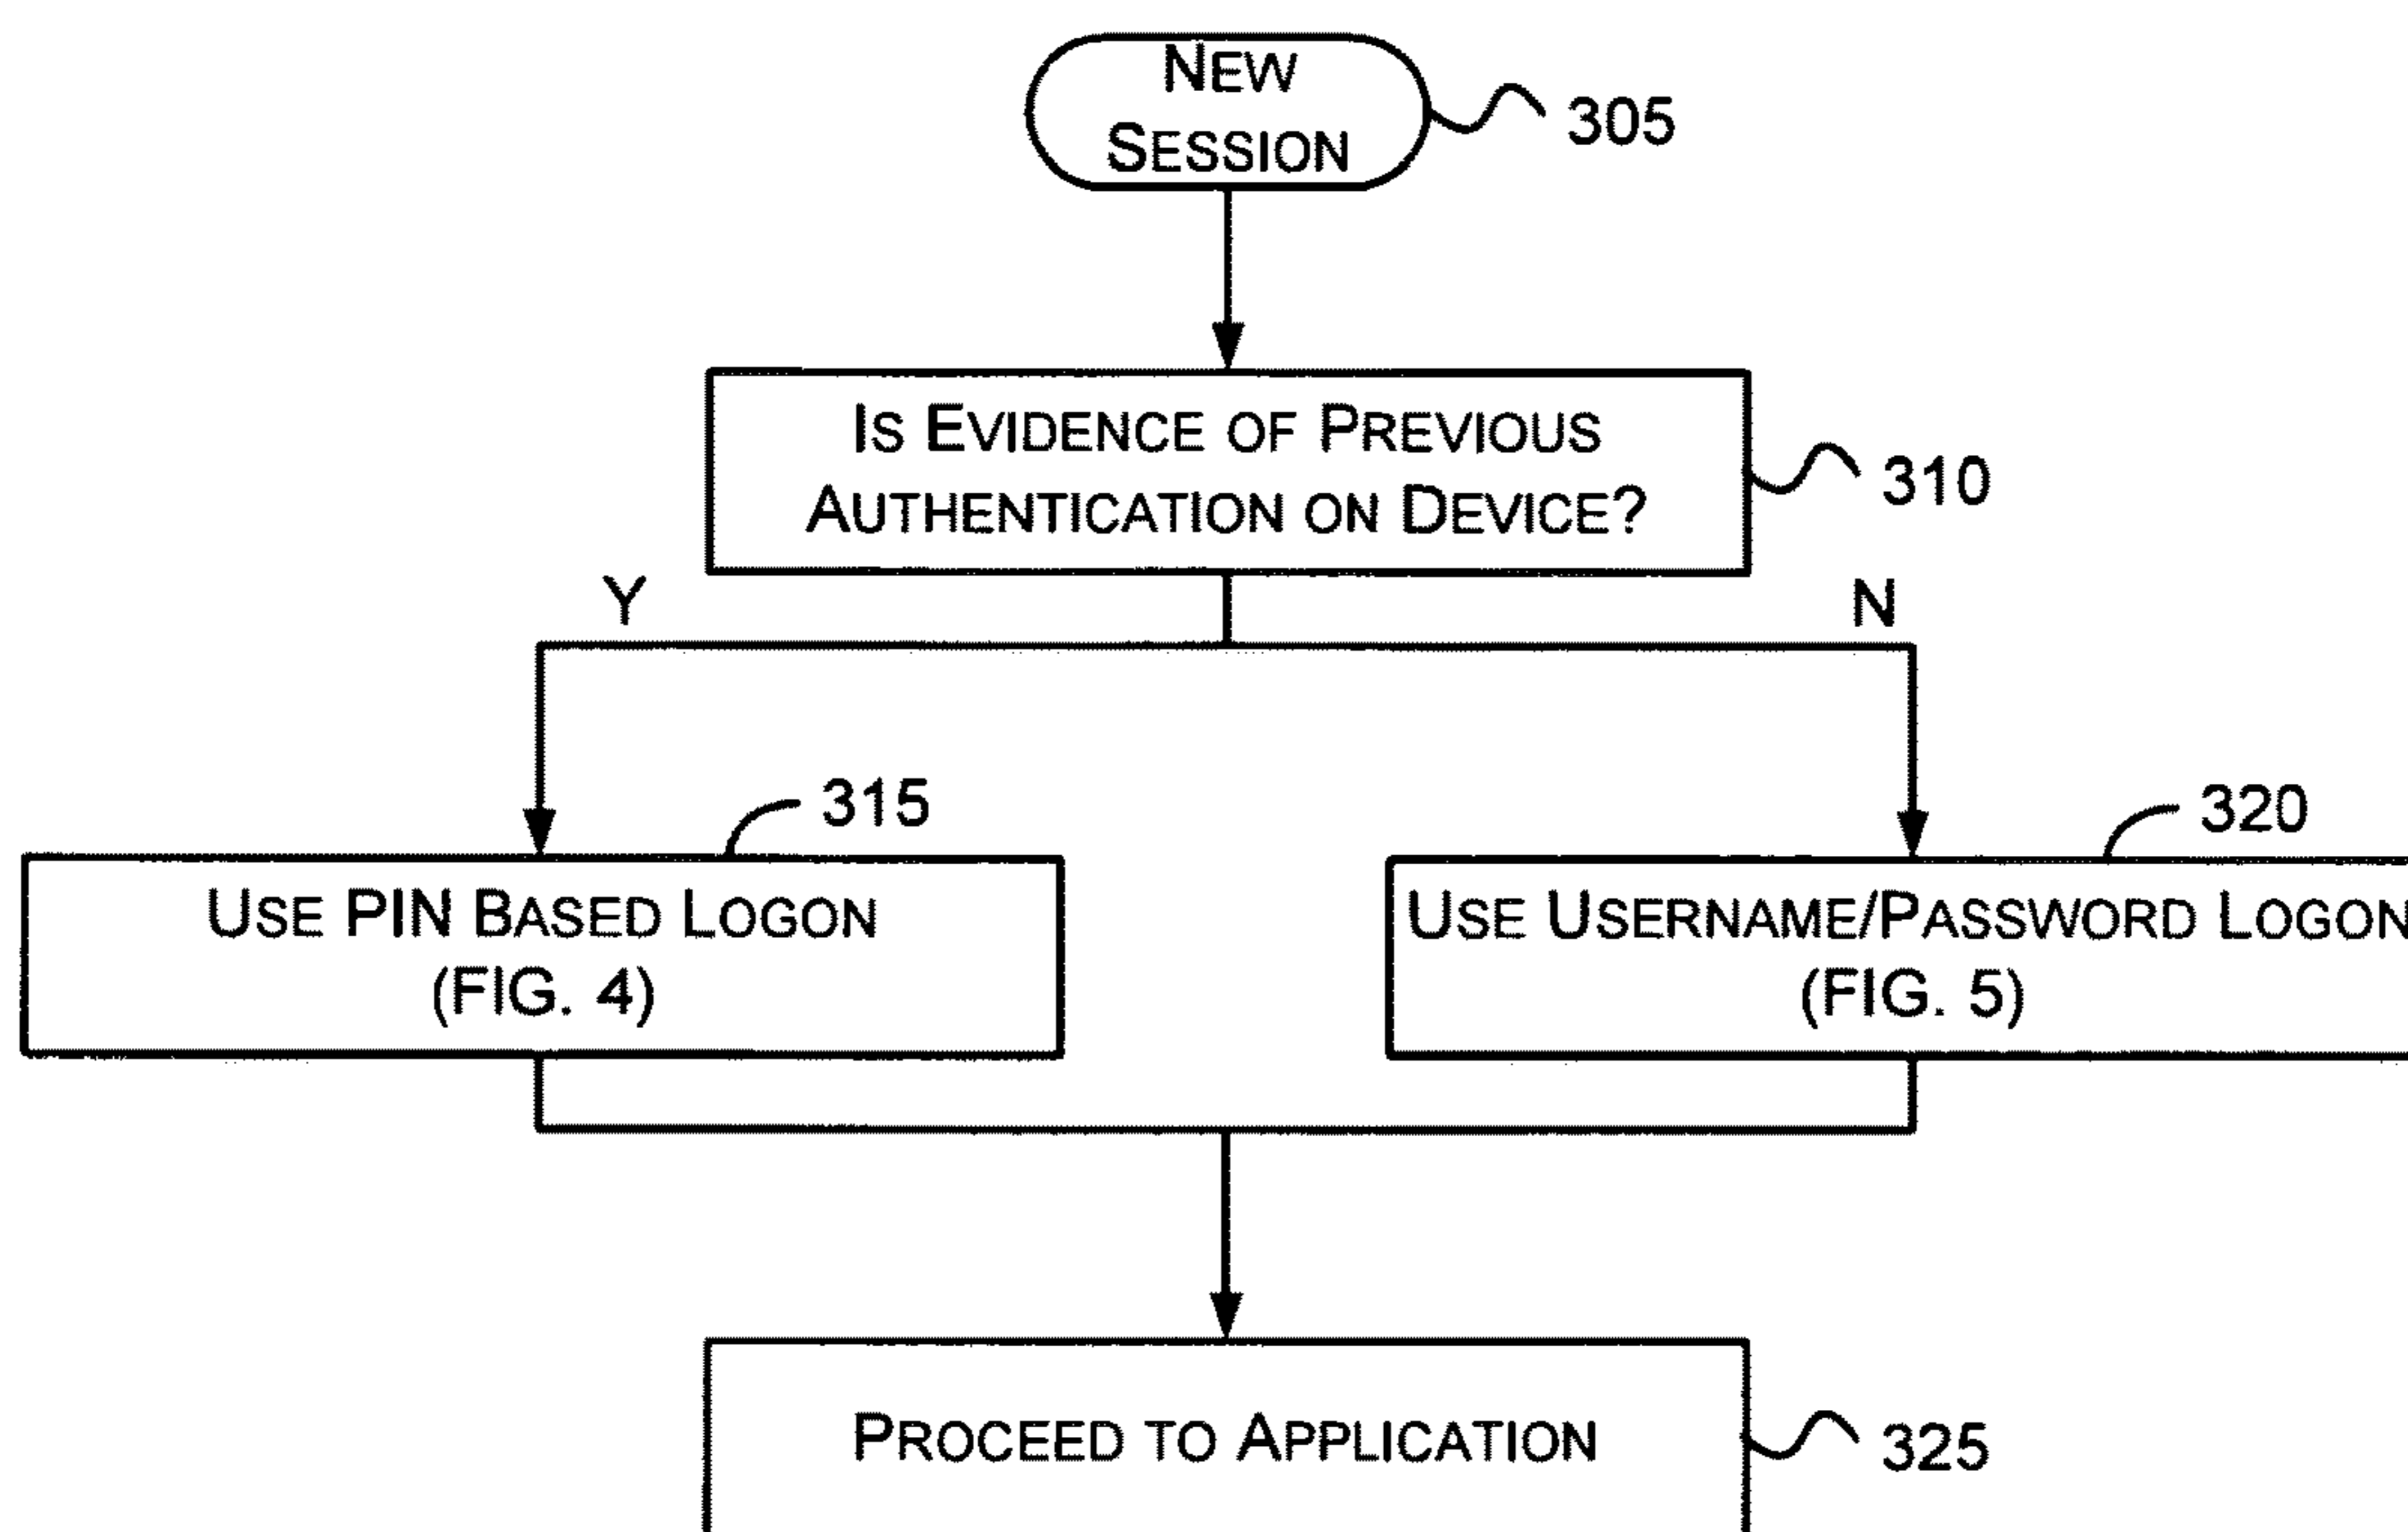 NEW
SESSION
305
IS EVIDENCE OF PREVIOUS
AUTHENTICATION ON DEVICE?
310
Y
N
315
320
USE PIN BASED LOGON
(FIG. 4)
USE USERNAME/PASSWORD LOGON
(FIG. 5)
PROCEED TO APPLICATION
325